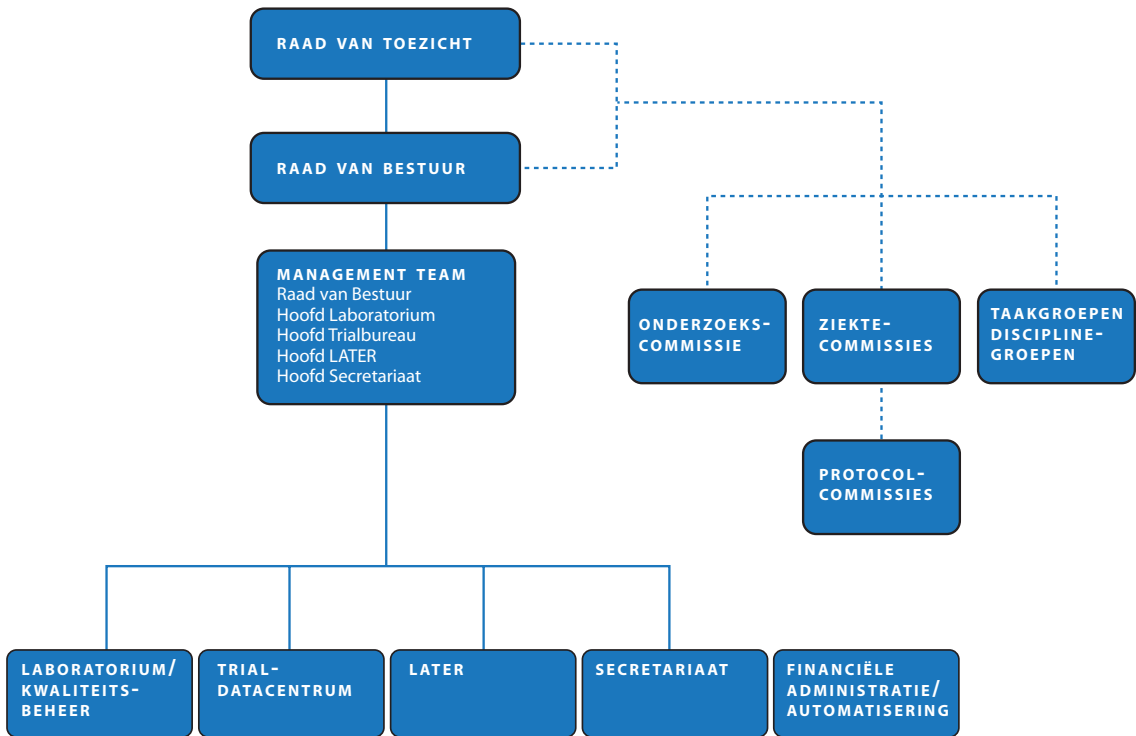 RAAD VAN TOEZICHT
RAAD VAN BESTUUR
MANAGEMENT TEAM
Raad van Bestuur
Hoofd Laboratorium
Hoofd Trialbureau
Hoofd LATER
Hoofd Secretariaat
ONDERZOEKS-
COMMISSIE
ZIEKTE-
COMMISSIES
TAAKGROEPEN
DISCIPLINE-
GROEPEN
PROTOCOL-
COMMISSIES
LABORATORIUM/
KWALITEITS-
BEHEER
TRIAL-
DATACENTRUM
LATER
SECRETARIAAT
FINANCIËLE
ADMINISTRATIE/
AUTOMATISERING